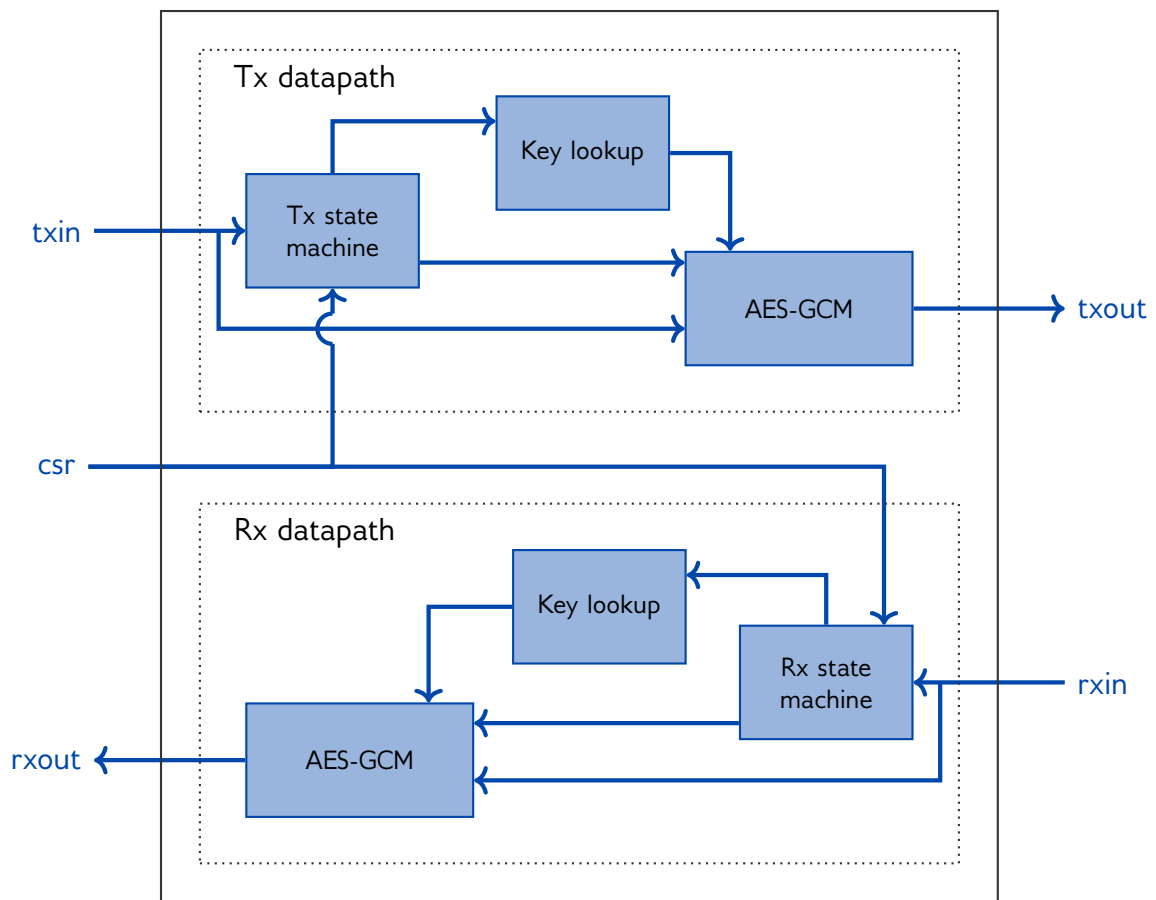 Tx datapath
Key lookup
Tx state
machine
txin
AES-GCM
txout
csr
Rx datapath
Key lookup
Rx state
machine
rxin
AES-GCM
rxout